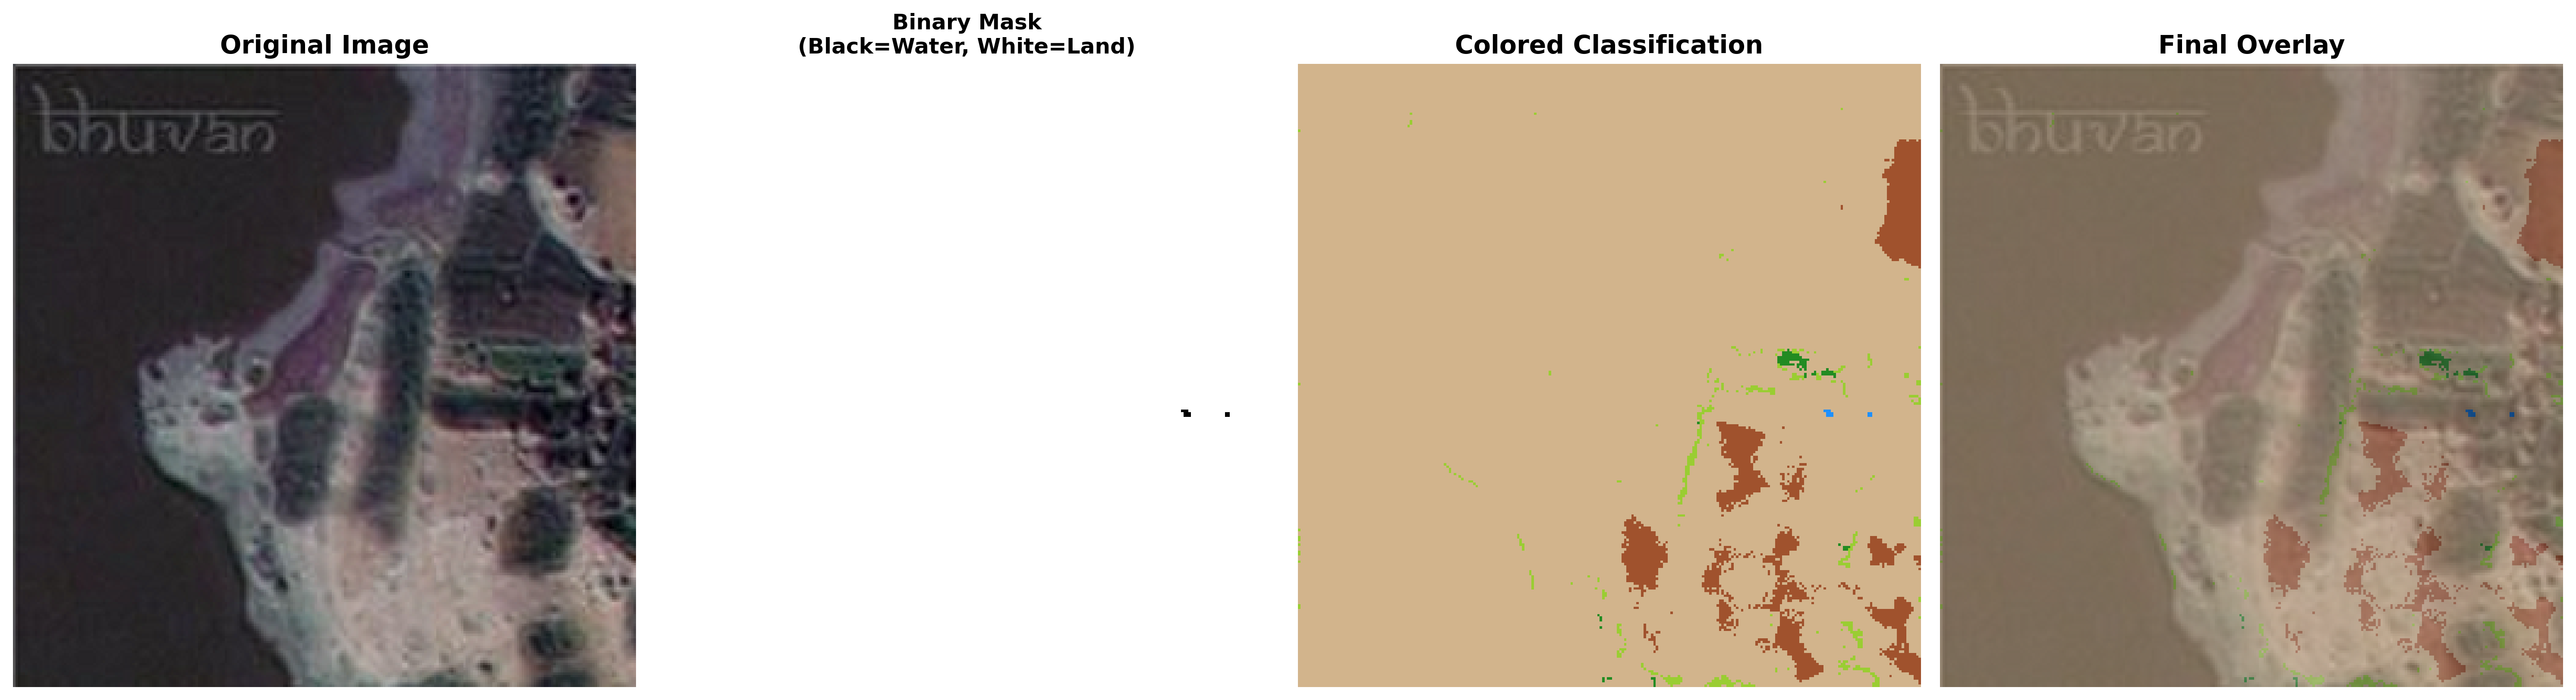 Original Image
Binary Mask
(Black=Water, White=Land)
Colored Classification
Final Overlay
bhuvan
bhuvan